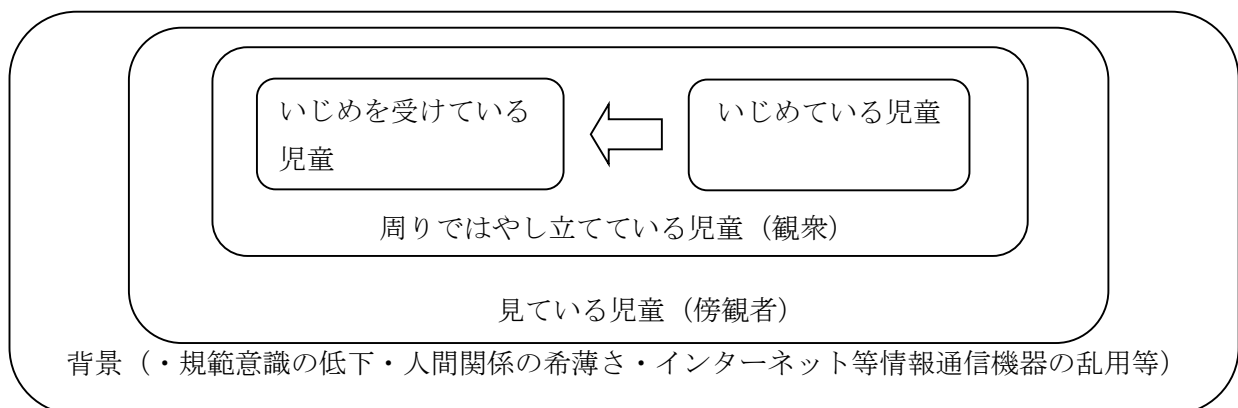 いじめを受けている
児童
いじめている児童
周りではやし立てている児童（観衆）
見ている児童（傍観者）
背景（・規範意識の低下・人間関係の希薄さ・インターネット等情報通信機器の乱用等）